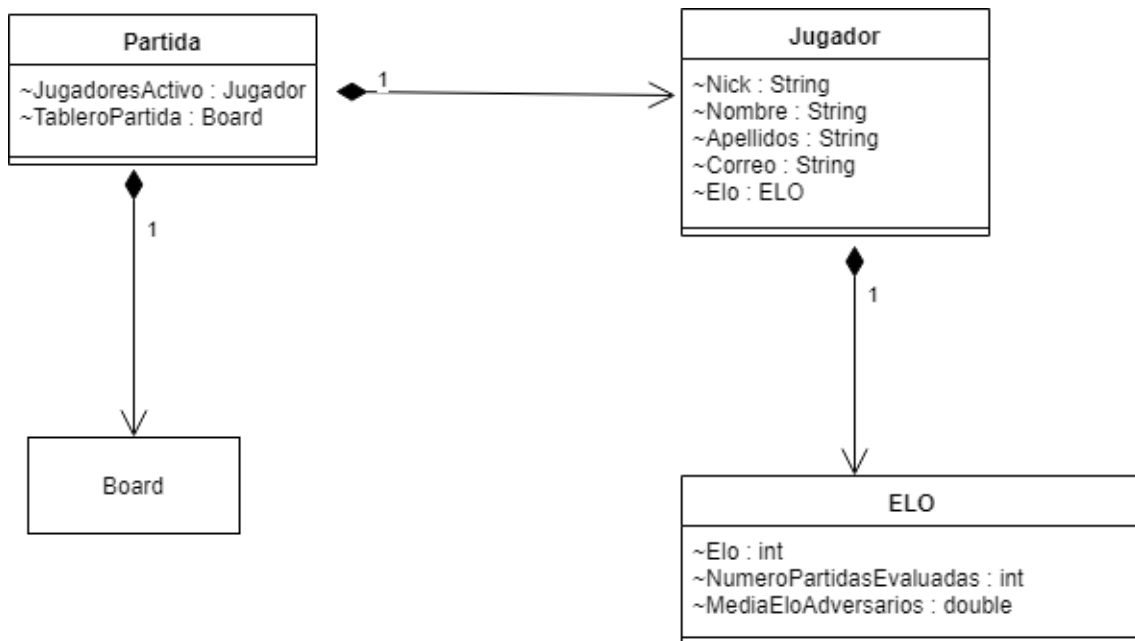 Partida
~JugadoresActivo : Jugador
~TableroPartida : Board
1
1
Jugador
~Nick : String
~Nombre : String
~Apellidos : String
~Correo : String
~Elo : ELO
1
Board
ELO
~Elo : int
~NumeroPartidasEvaluadas : int
~MediaEloAdversarios : double